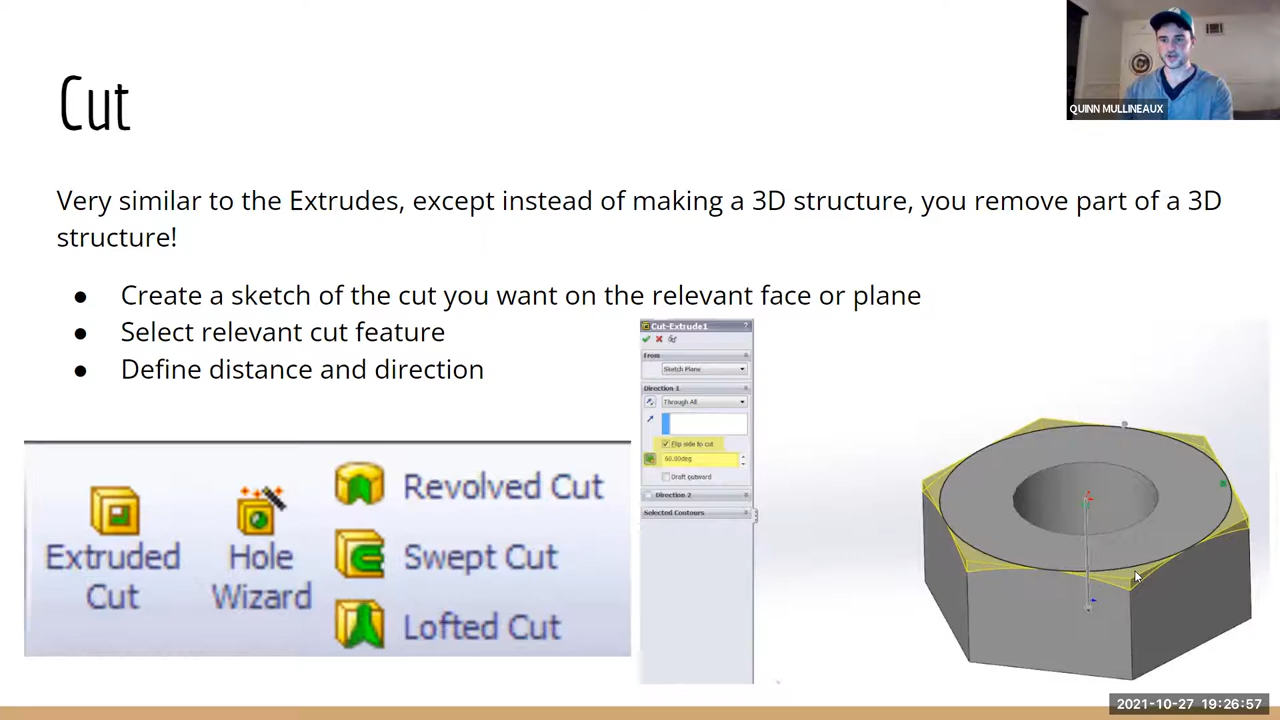 QUINN MULLINEAUX
Cut
Very similar to the Extrudes, except instead of making a 3D structure, you remove part of a 3D
structure!
● Create a sketch of the cut you want on the relevant face or plane
● Select relevant cut feature
● Define distance and direction
Extruded
Cut
Hole
Wizard
Revolved Cut
Swept Cut
Lofted Cut
Cut-Extrude1
?
From
Sketch Plane
Direction 1
Through All
Flip side to cut
60.00deg
Draft outward
Direction 2
Selected Contours
2021-10-27 19:26:57